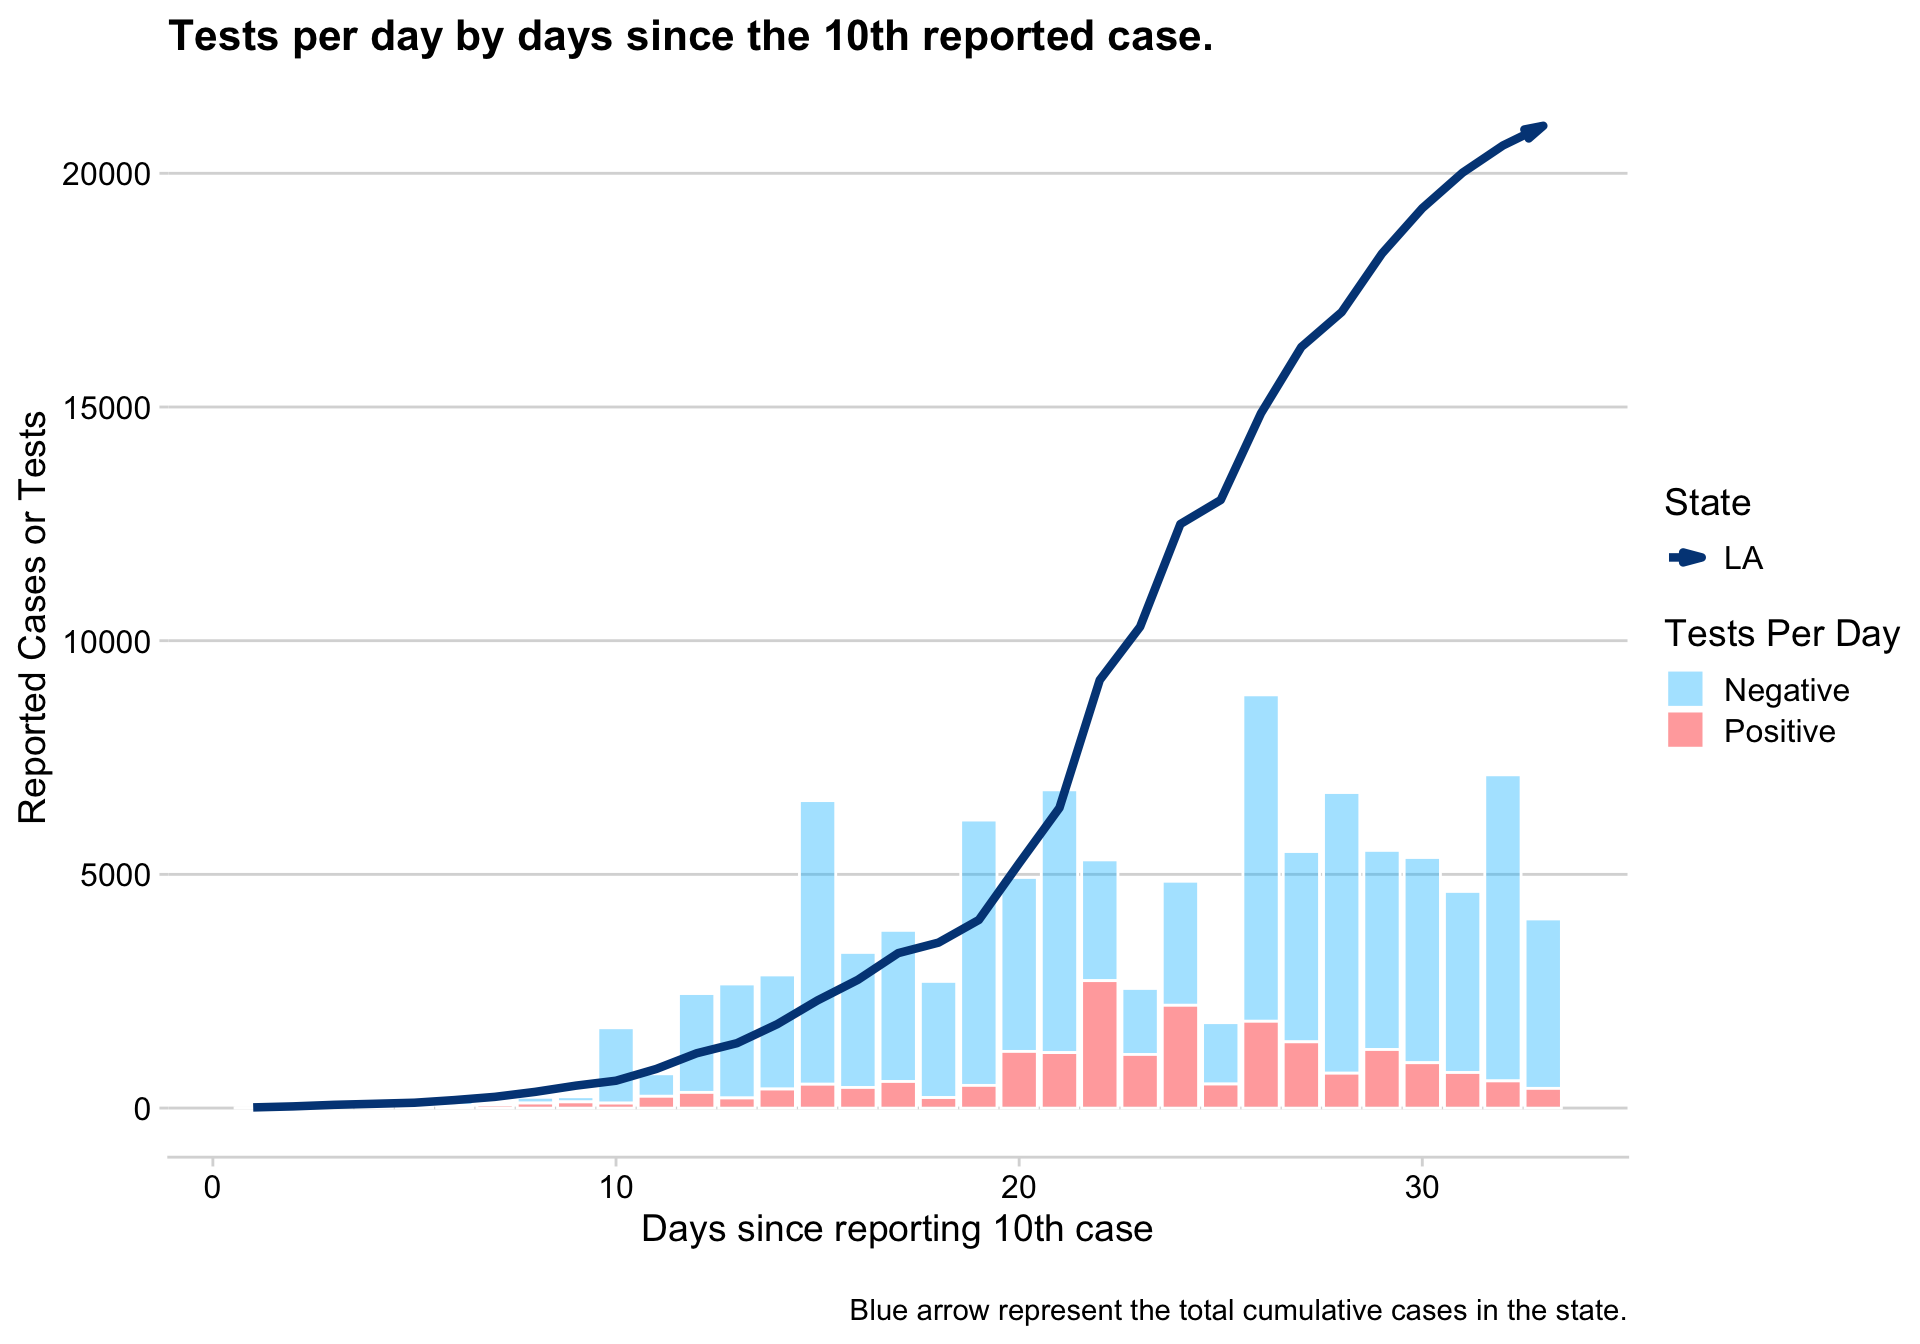 Tests per day by days since the 10th reported case.
20000
15000
10000
5000
0
Reported Cases or Tests
0
10
20
30
Days since reporting 10th case
State
LA
Tests Per Day
Negative
Positive
Blue arrow represent the total cumulative cases in the state.